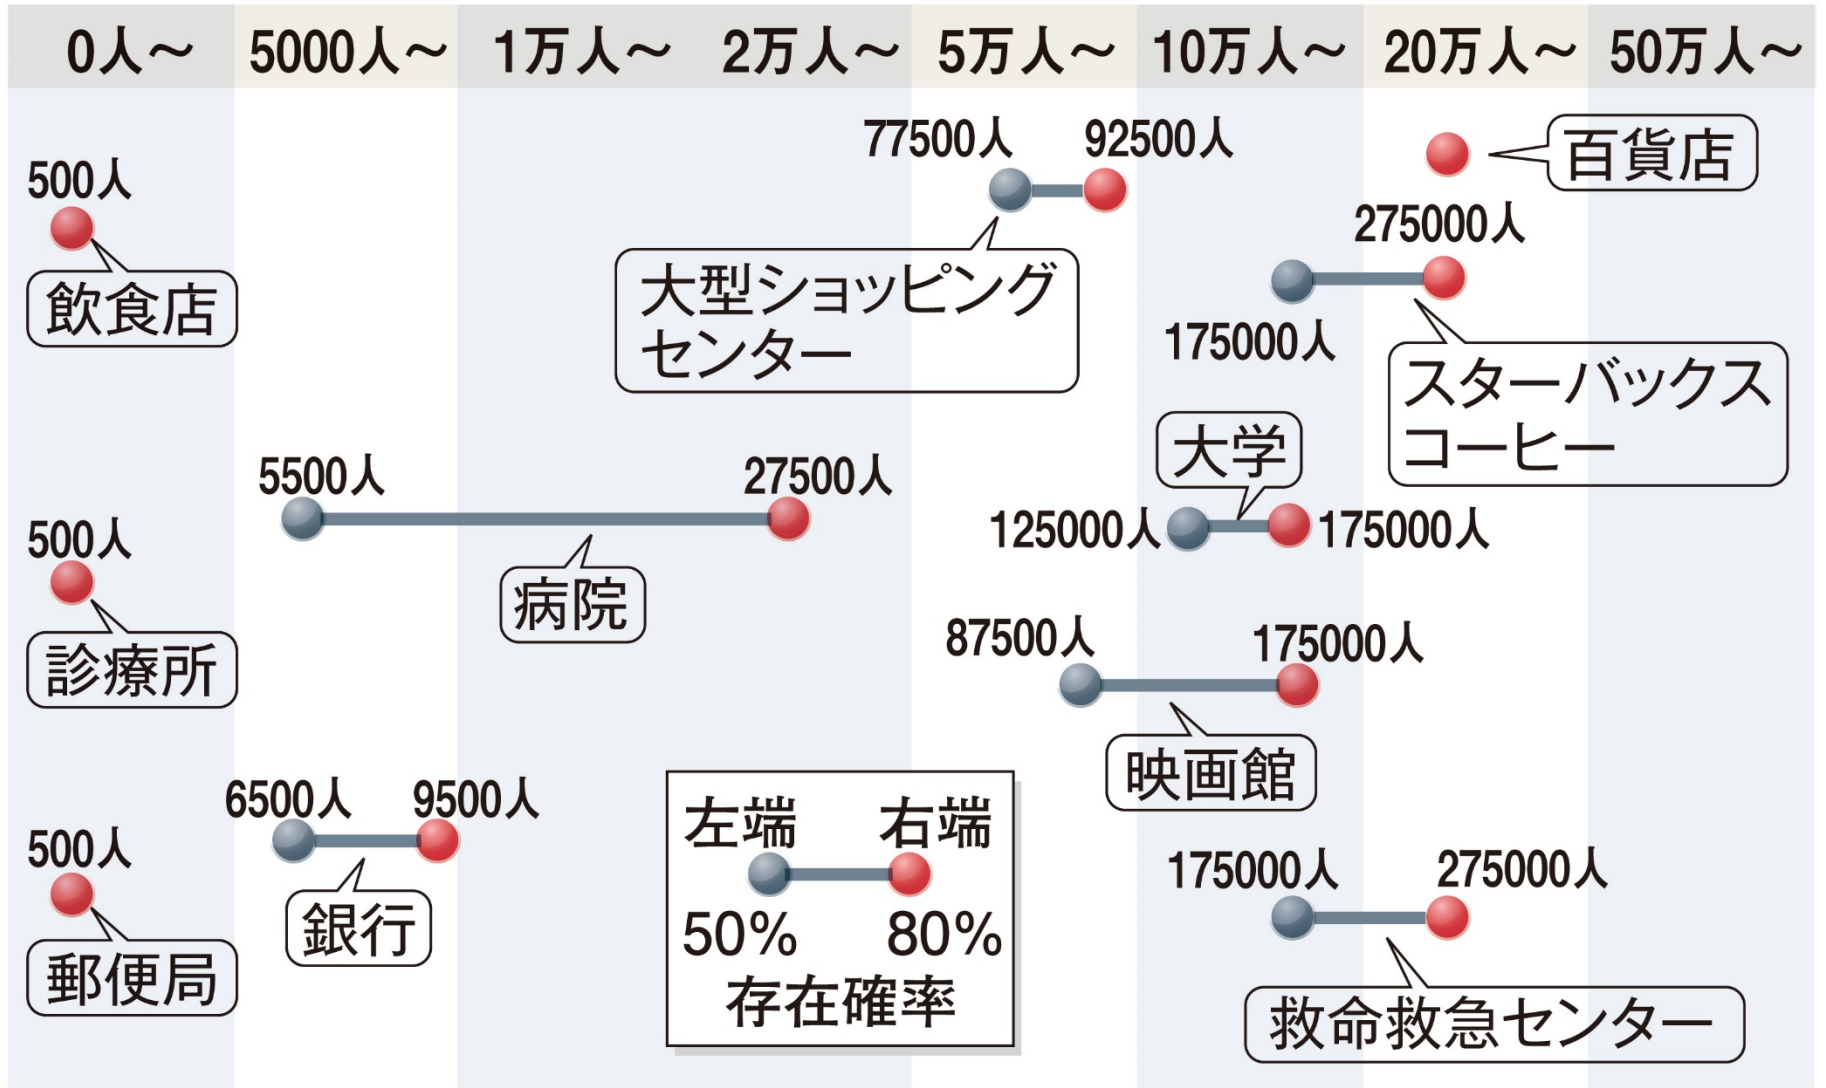 0人～ 5000人～ 1万人～ 2万人～ 5万人～ 10万人～ 20万人～ 50万人～
77500人 92500人
百貨店
500人
飲食店
275000人
大型ショッピング
センター
175000人
スターバックス
コーヒー
大学
5500人 27500人
125000人 175000人
500人
病院
診療所
87500人 175000人
映画館
6500人 9500人
左端 右端
500人
175000人 275000人
銀行
50% 80%
郵便局
存在確率
救命救急センター